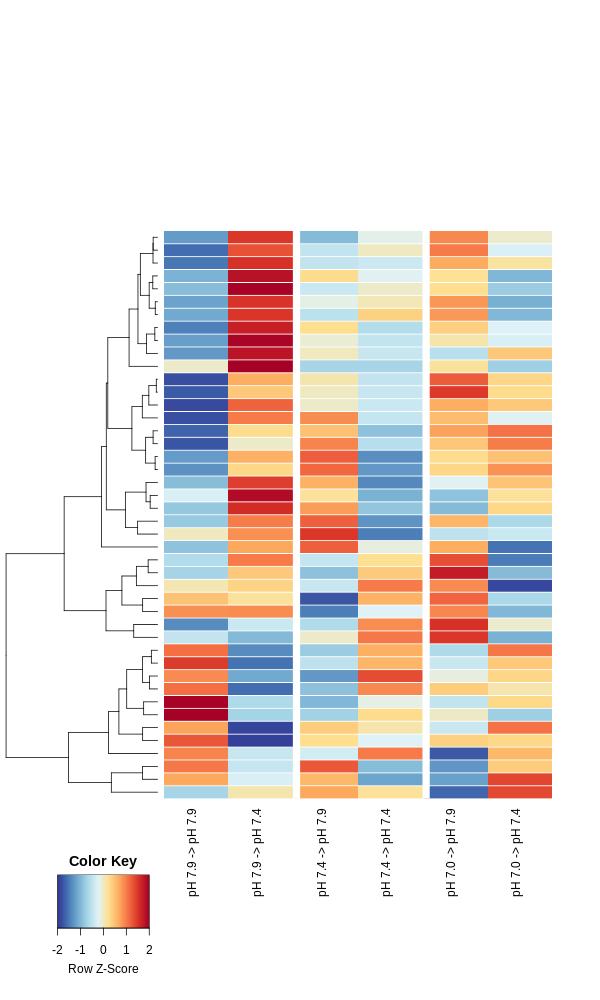 pH 7.9 -> pH 7.9
pH 7.9 -> pH 7.4
pH 7.4 -> pH 7.9
pH 7.4 -> pH 7.4
pH 7.0 -> pH 7.9
pH 7.0 -> pH 7.4
Color Key
-2 -1 0 1 2
Row Z-Score